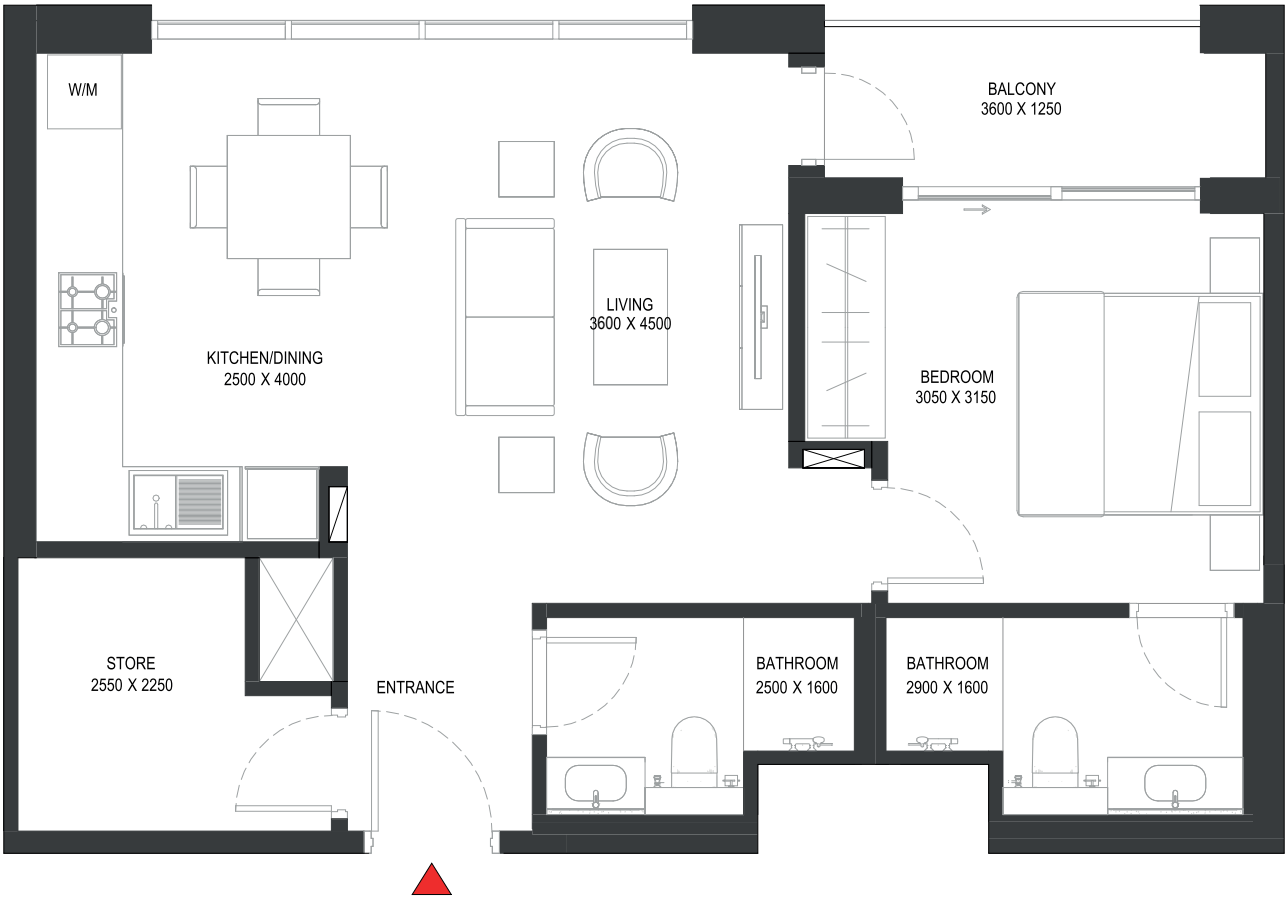 W/M
BALCONY
3600 X 1250
LIVING
3600 X 4500
KITCHEN/DINING
2500 X 4000
BEDROOM
3050 X 3150
STORE
2550 X 2250
ENTRANCE
BATHROOM
2500 X 1600
BATHROOM
2900 X 1600